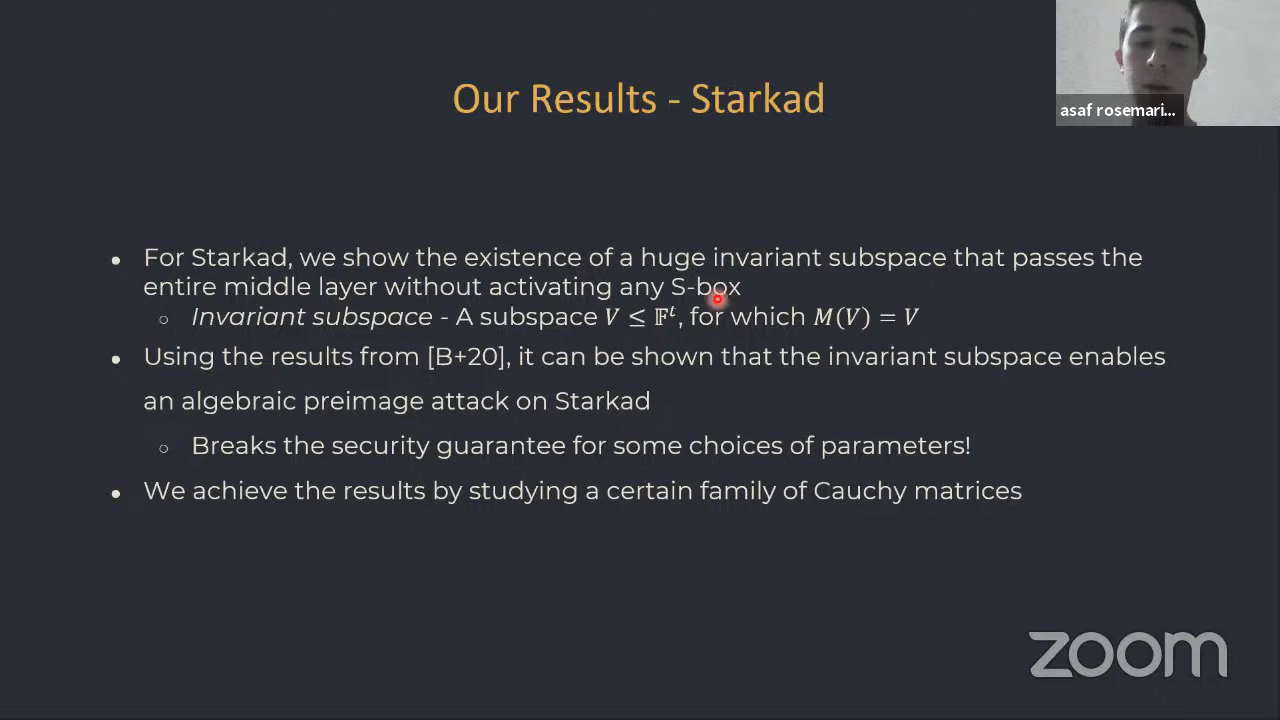 Our Results - Starkad
asaf rosemari...
• For Starkad, we show the existence of a huge invariant subspace that passes the
entire middle layer without activating any S-box
○ Invariant subspace - A subspace 𝑉 ≤ 𝔽ᵗ, for which 𝑀(𝑉) = 𝑉
• Using the results from [B+20], it can be shown that the invariant subspace enables
an algebraic preimage attack on Starkad
○ Breaks the security guarantee for some choices of parameters!
• We achieve the results by studying a certain family of Cauchy matrices
zoom